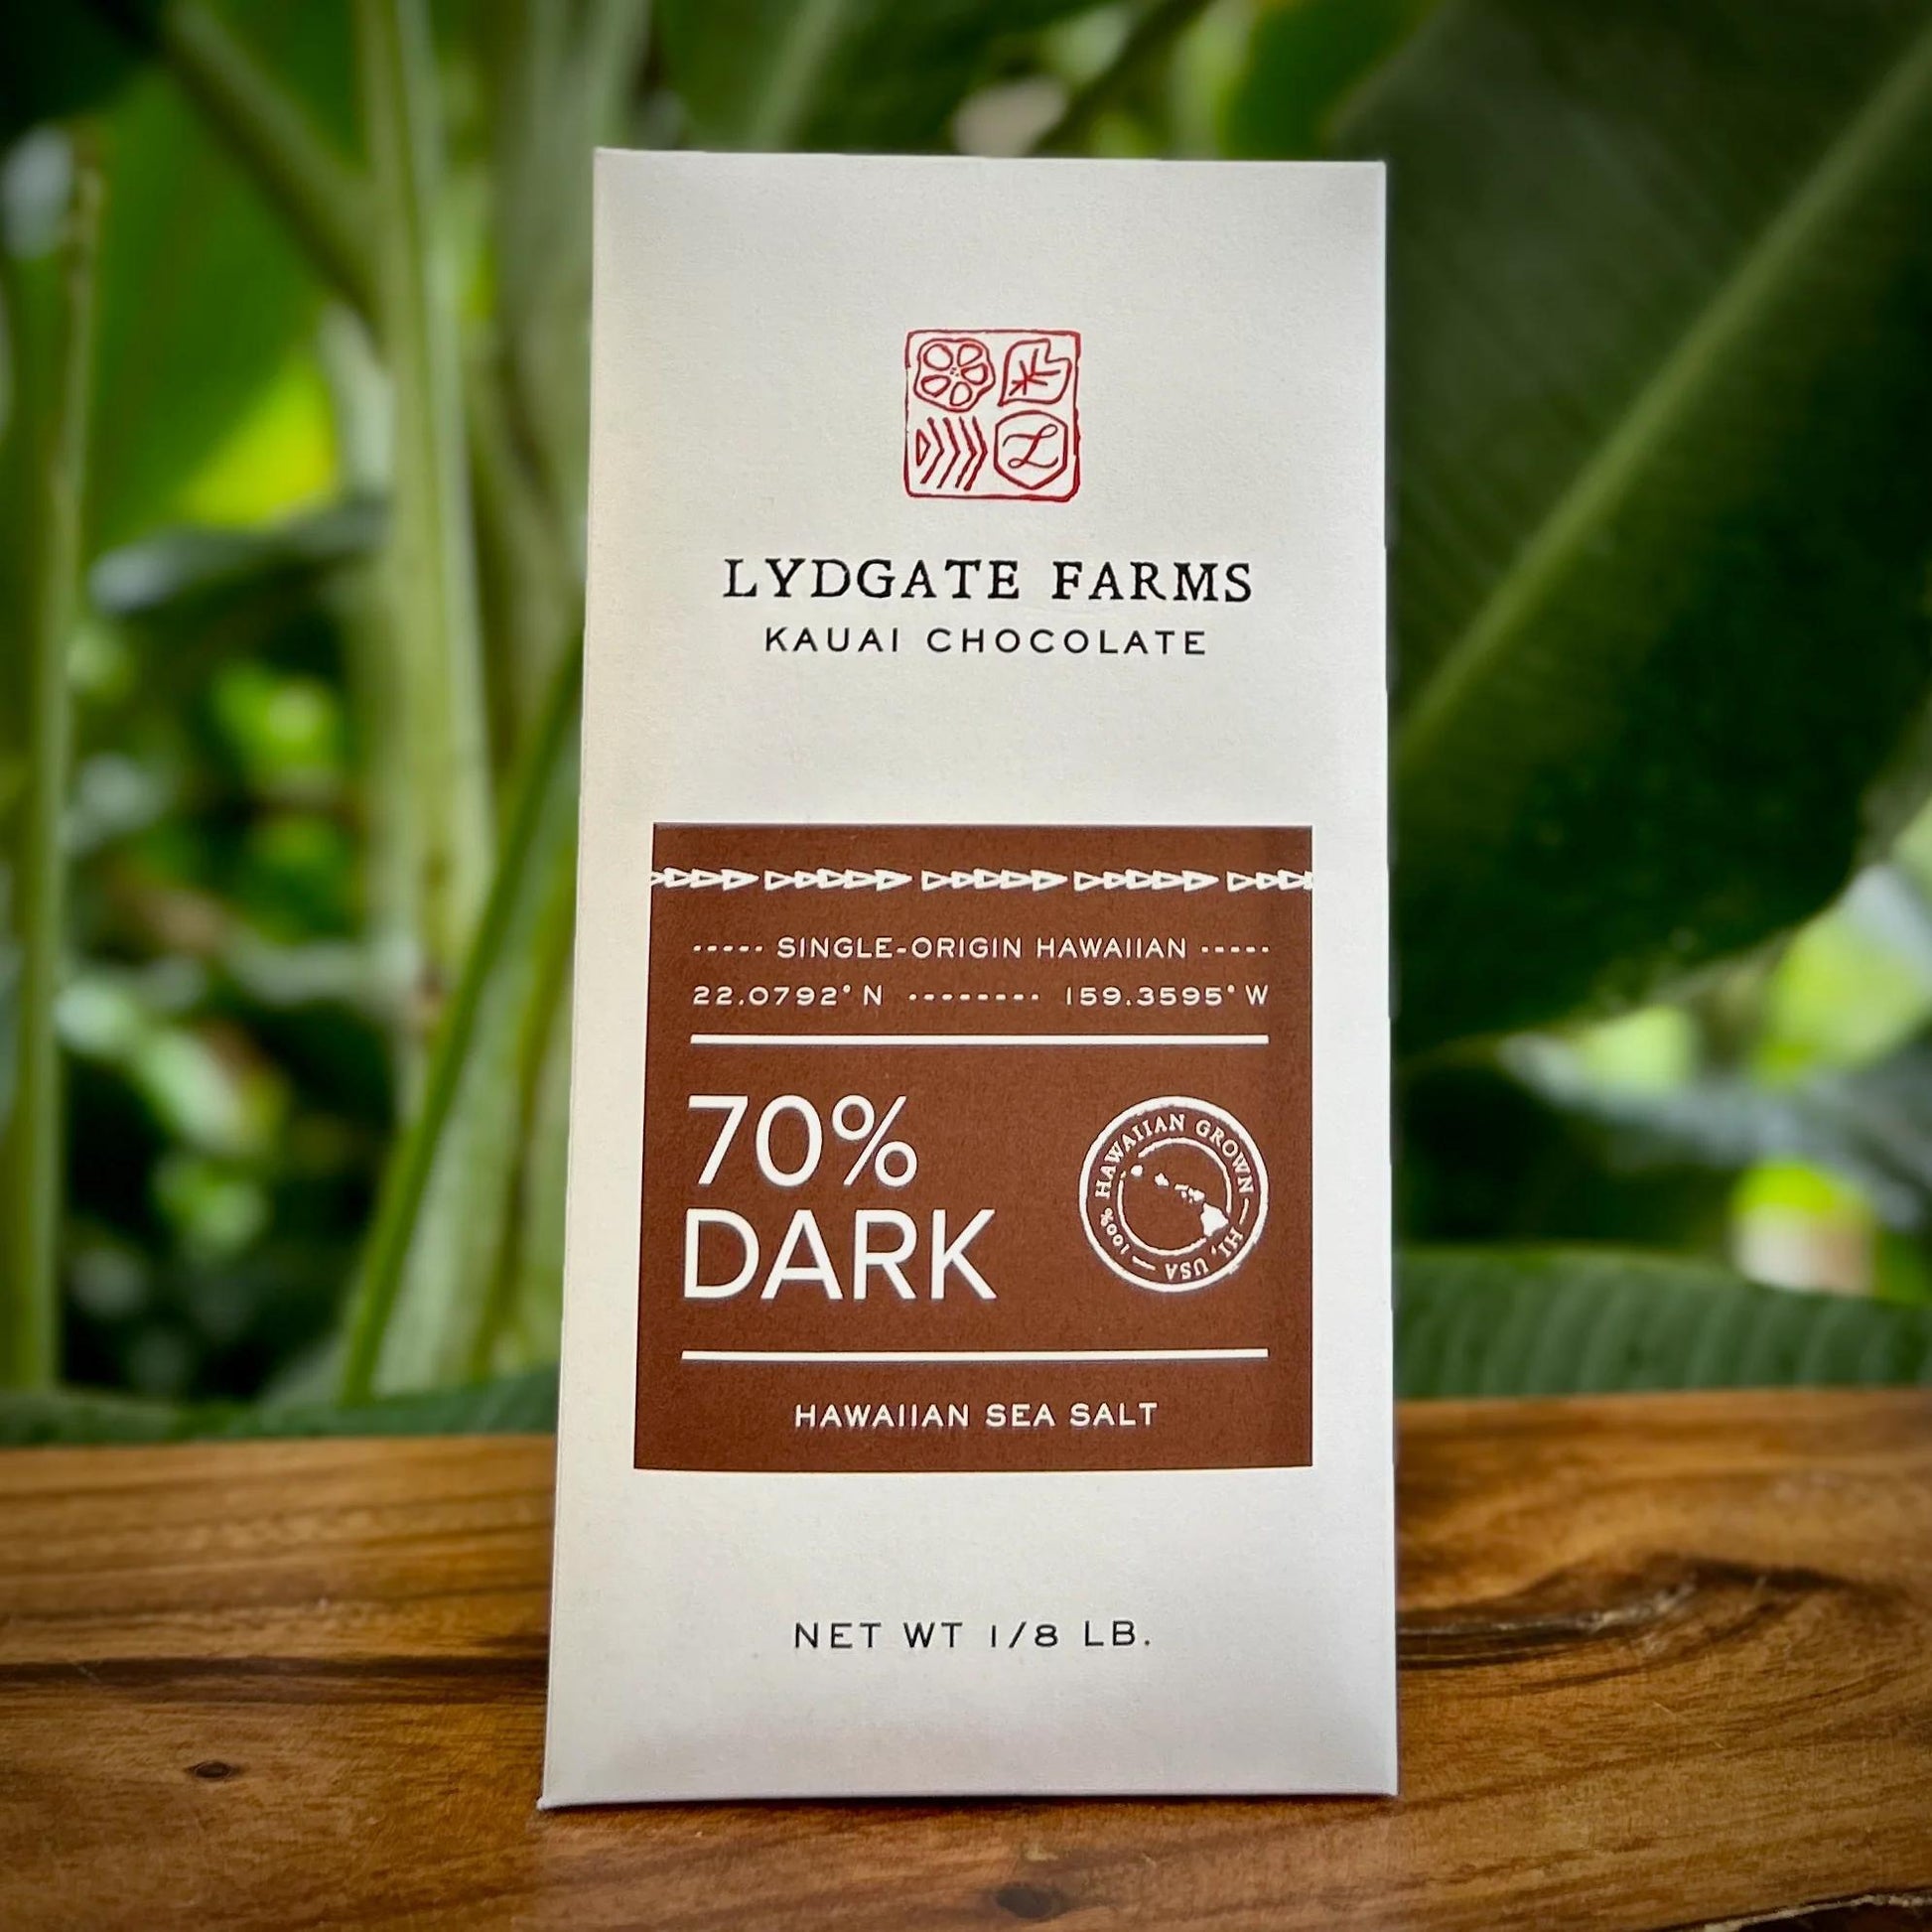 L
LYDGATE FARMS
KAUAI CHOCOLATE
SINGLE-ORIGIN HAWAIIAN
22.0792° N -------- 159.3595° W
70%
DARK
100% HAWAIIAN GROWN — HI, USA —
HAWAIIAN SEA SALT
NET WT 1/8 LB.